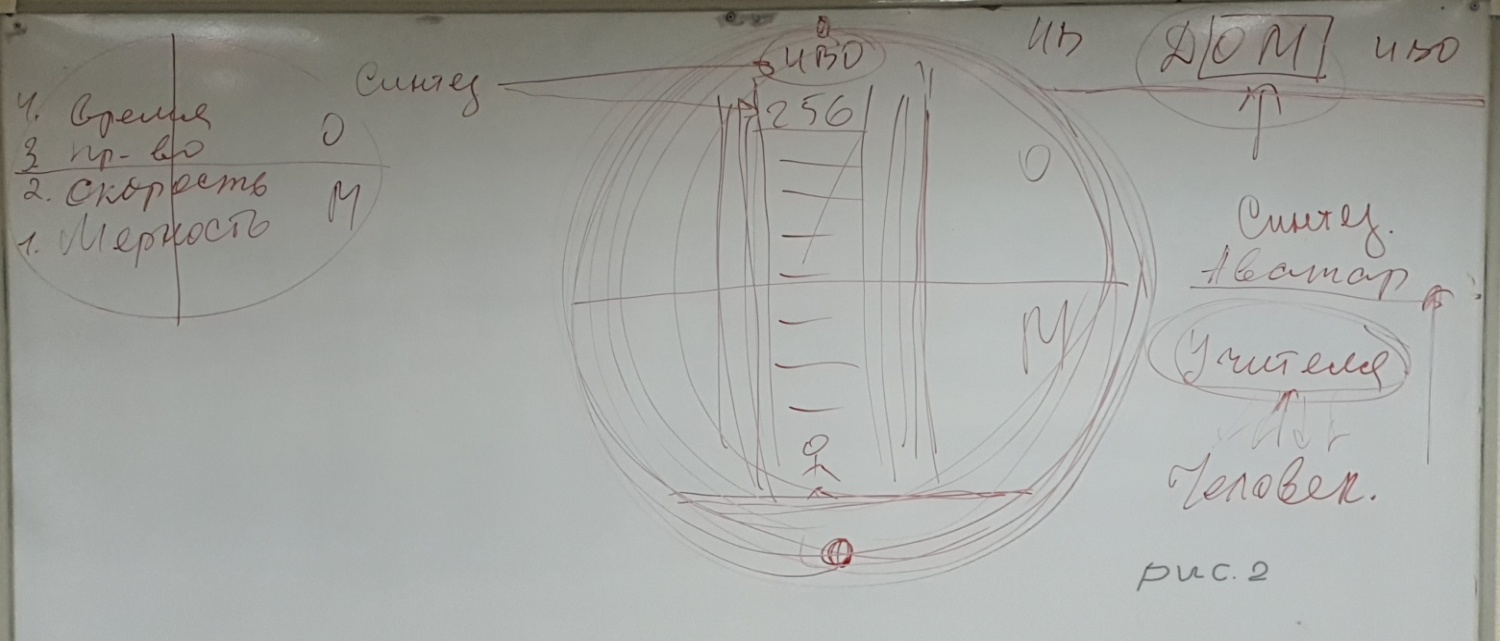 4. Время
3 пр-во
2. Скорость
1. Мерность
О
М
Синтез
ИВО
256
О
М
ИВ ДОМ ИВО
Синтез.
Аватар
Учителя
Человек.
рис. 2